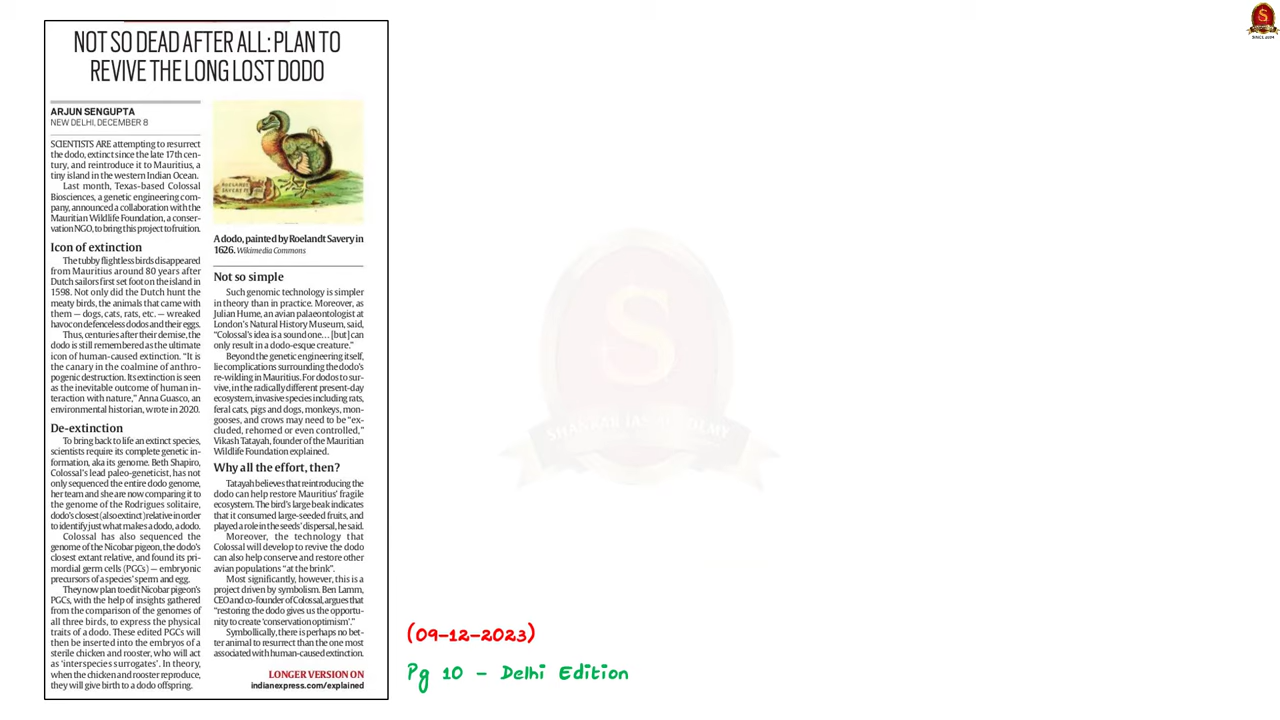 NOT SO DEAD AFTER ALL: PLAN TO
REVIVE THE LONG LOST DODO
ARJUN SENGUPTA
NEW DELHI, DECEMBER 8
SCIENTISTS ARE attempting to resurrect
the dodo, extinct since the late 17th cen-
tury, and reintroduce it to Mauritius, a
tiny island in the western Indian Ocean.
Last month, Texas-based Colossal
Biosciences, a genetic engineering com-
pany, announced a collaboration with the
Mauritian Wildlife Foundation, a conser-
vation NGO, to bring this project to fruition.
Icon of extinction
The tubby flightless birds disappeared
from Mauritius around 80 years after
Dutch sailors first set foot on the island in
1598. Not only did the Dutch hunt the
meaty birds, the animals that came with
them — dogs, cats, rats, etc. — wreaked
havoc on defenceless dodos and their eggs.
Thus, centuries after their demise, the
dodo is still remembered as the ultimate
icon of human-caused extinction. “It is
the canary in the coalmine of anthro-
pogenic destruction. Its extinction is seen
as the inevitable outcome of human in-
teraction with nature,” Anna Guasco, an
environmental historian, wrote in 2020.
De-extinction
To bring back to life an extinct species,
scientists require its complete genetic in-
formation, aka its genome. Beth Shapiro,
Colossal’s lead paleo-geneticist, has not
only sequenced the entire dodo genome,
her team and she are now comparing it to
the genome of the Rodrigues solitaire,
dodo’s closest (also extinct) relative in order
to identify just what makes a dodo, a dodo.
Colossal has also sequenced the
genome of the Nicobar pigeon, the dodo’s
closest extant relative, and found its pri-
mordial germ cells (PGCs) — embryonic
precursors of a species’ sperm and egg.
They now plan to edit Nicobar pigeon’s
PGCs, with the help of insights gathered
from the comparison of the genomes of
all three birds, to express the physical
traits of a dodo. These edited PGCs will
then be inserted into the embryos of a
sterile chicken and rooster, who will act
as ‘interspecies surrogates’. In theory,
when the chicken and rooster reproduce,
they will give birth to a dodo offspring.
A dodo, painted by Roelandt Savery in
1626. Wikimedia Commons
Not so simple
Such genomic technology is simpler
in theory than in practice. Moreover, as
Julian Hume, an avian palaeontologist at
London’s Natural History Museum, said,
“Colossal’s idea is a sound one… [but] can
only result in a dodo-esque creature.”
Beyond the genetic engineering itself,
lie complications surrounding the dodo’s
re-wilding in Mauritius. For dodos to sur-
vive, in the radically different present-day
ecosystem, invasive species including rats,
feral cats, pigs and dogs, monkeys, mon-
gooses, and crows may need to be “ex-
cluded, rehomed or even controlled,”
Vikash Tatayah, founder of the Mauritian
Wildlife Foundation explained.
Why all the effort, then?
Tatayah believes that reintroducing the
dodo can help restore Mauritius’ fragile
ecosystem. The bird’s large beak indicates
that it consumed large-seeded fruits, and
played a role in the seeds’ dispersal, he said.
Moreover, the technology that
Colossal will develop to revive the dodo
can also help conserve and restore other
avian populations “at the brink”.
Most significantly, however, this is a
project driven by symbolism. Ben Lamm,
CEO and co-founder of Colossal, argues that
“restoring the dodo gives us the opportu-
nity to create ‘conservation optimism’.”
Symbolically, there is perhaps no bet-
ter animal to resurrect than the one most
associated with human-caused extinction.
LONGER VERSION ON
indianexpress.com/explained
(09-12-2023)
Pg 10 - Delhi Edition
S
SHANKAR IAS ACADEMY
S